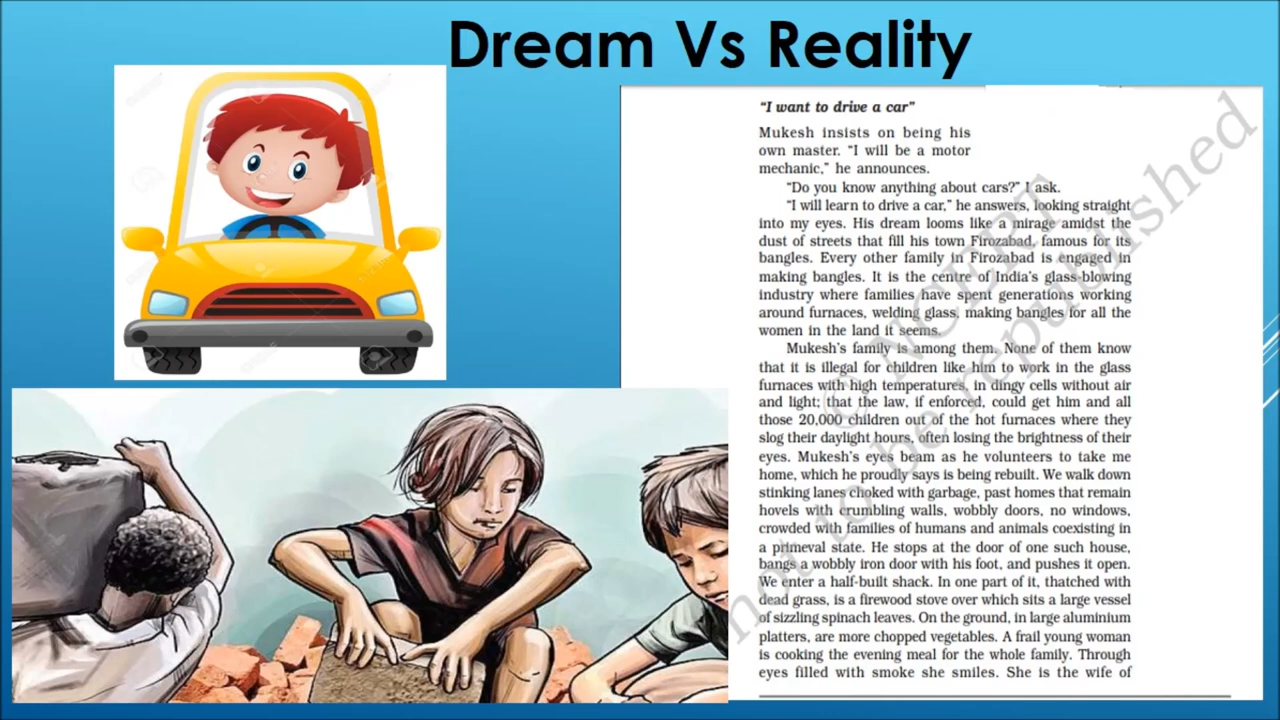 Dream Vs Reality
“I want to drive a car”
Mukesh insists on being his
own master. “I will be a motor
mechanic,” he announces.
“Do you know anything about cars?” I ask.
“I will learn to drive a car,” he answers, looking straight
into my eyes. His dream looms like a mirage amidst the
dust of streets that fill his town Firozabad, famous for its
bangles. Every other family in Firozabad is engaged in
making bangles. It is the centre of India’s glass-blowing
industry where families have spent generations working
around furnaces, welding glass, making bangles for all the
women in the land it seems.
Mukesh’s family is among them. None of them know
that it is illegal for children like him to work in the glass
furnaces with high temperatures, in dingy cells without air
and light; that the law, if enforced, could get him and all
those 20,000 children out of the hot furnaces where they
slog their daylight hours, often losing the brightness of their
eyes. Mukesh’s eyes beam as he volunteers to take me
home, which he proudly says is being rebuilt. We walk down
stinking lanes choked with garbage, past homes that remain
hovels with crumbling walls, wobbly doors, no windows,
crowded with families of humans and animals coexisting in
a primeval state. He stops at the door of one such house,
bangs a wobbly iron door with his foot, and pushes it open.
We enter a half-built shack. In one part of it, thatched with
dead grass, is a firewood stove over which sits a large vessel
of sizzling spinach leaves. On the ground, in large aluminium
platters, are more chopped vegetables. A frail young woman
is cooking the evening meal for the whole family. Through
eyes filled with smoke she smiles. She is the wife of
© NCERT
not to be republished